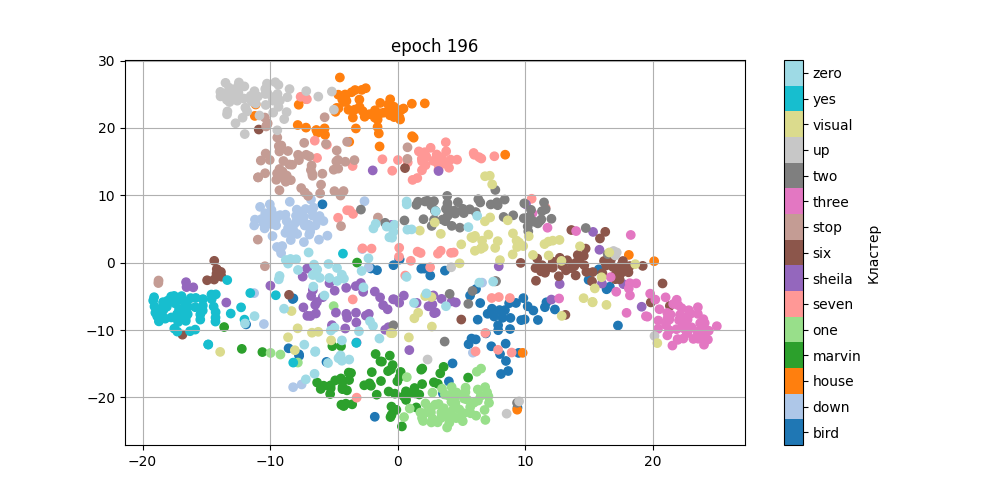 epoch 196
30
20
10
0
−10
−20
−20
−10
0
10
20
zero
yes
visual
up
two
three
stop
six
sheila
seven
one
marvin
house
down
bird
Кластер